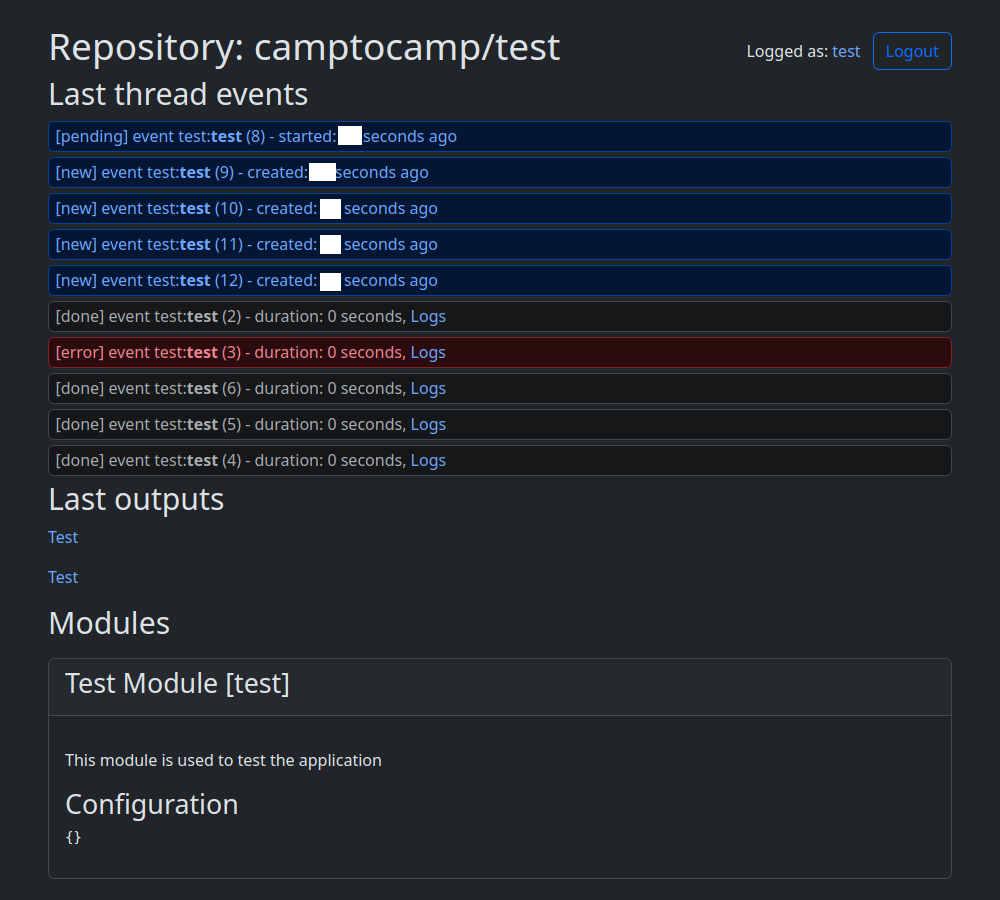 Repository: camptocamp/test
Logged as: test Logout
Last thread events
[pending] event test:test (8) - started: seconds ago
[new] event test:test (9) - created: seconds ago
[new] event test:test (10) - created: seconds ago
[new] event test:test (11) - created: seconds ago
[new] event test:test (12) - created: seconds ago
[done] event test:test (2) - duration: 0 seconds, Logs
[error] event test:test (3) - duration: 0 seconds, Logs
[done] event test:test (6) - duration: 0 seconds, Logs
[done] event test:test (5) - duration: 0 seconds, Logs
[done] event test:test (4) - duration: 0 seconds, Logs
Last outputs
Test
Test
Modules
Test Module [test]
This module is used to test the application
Configuration
{}